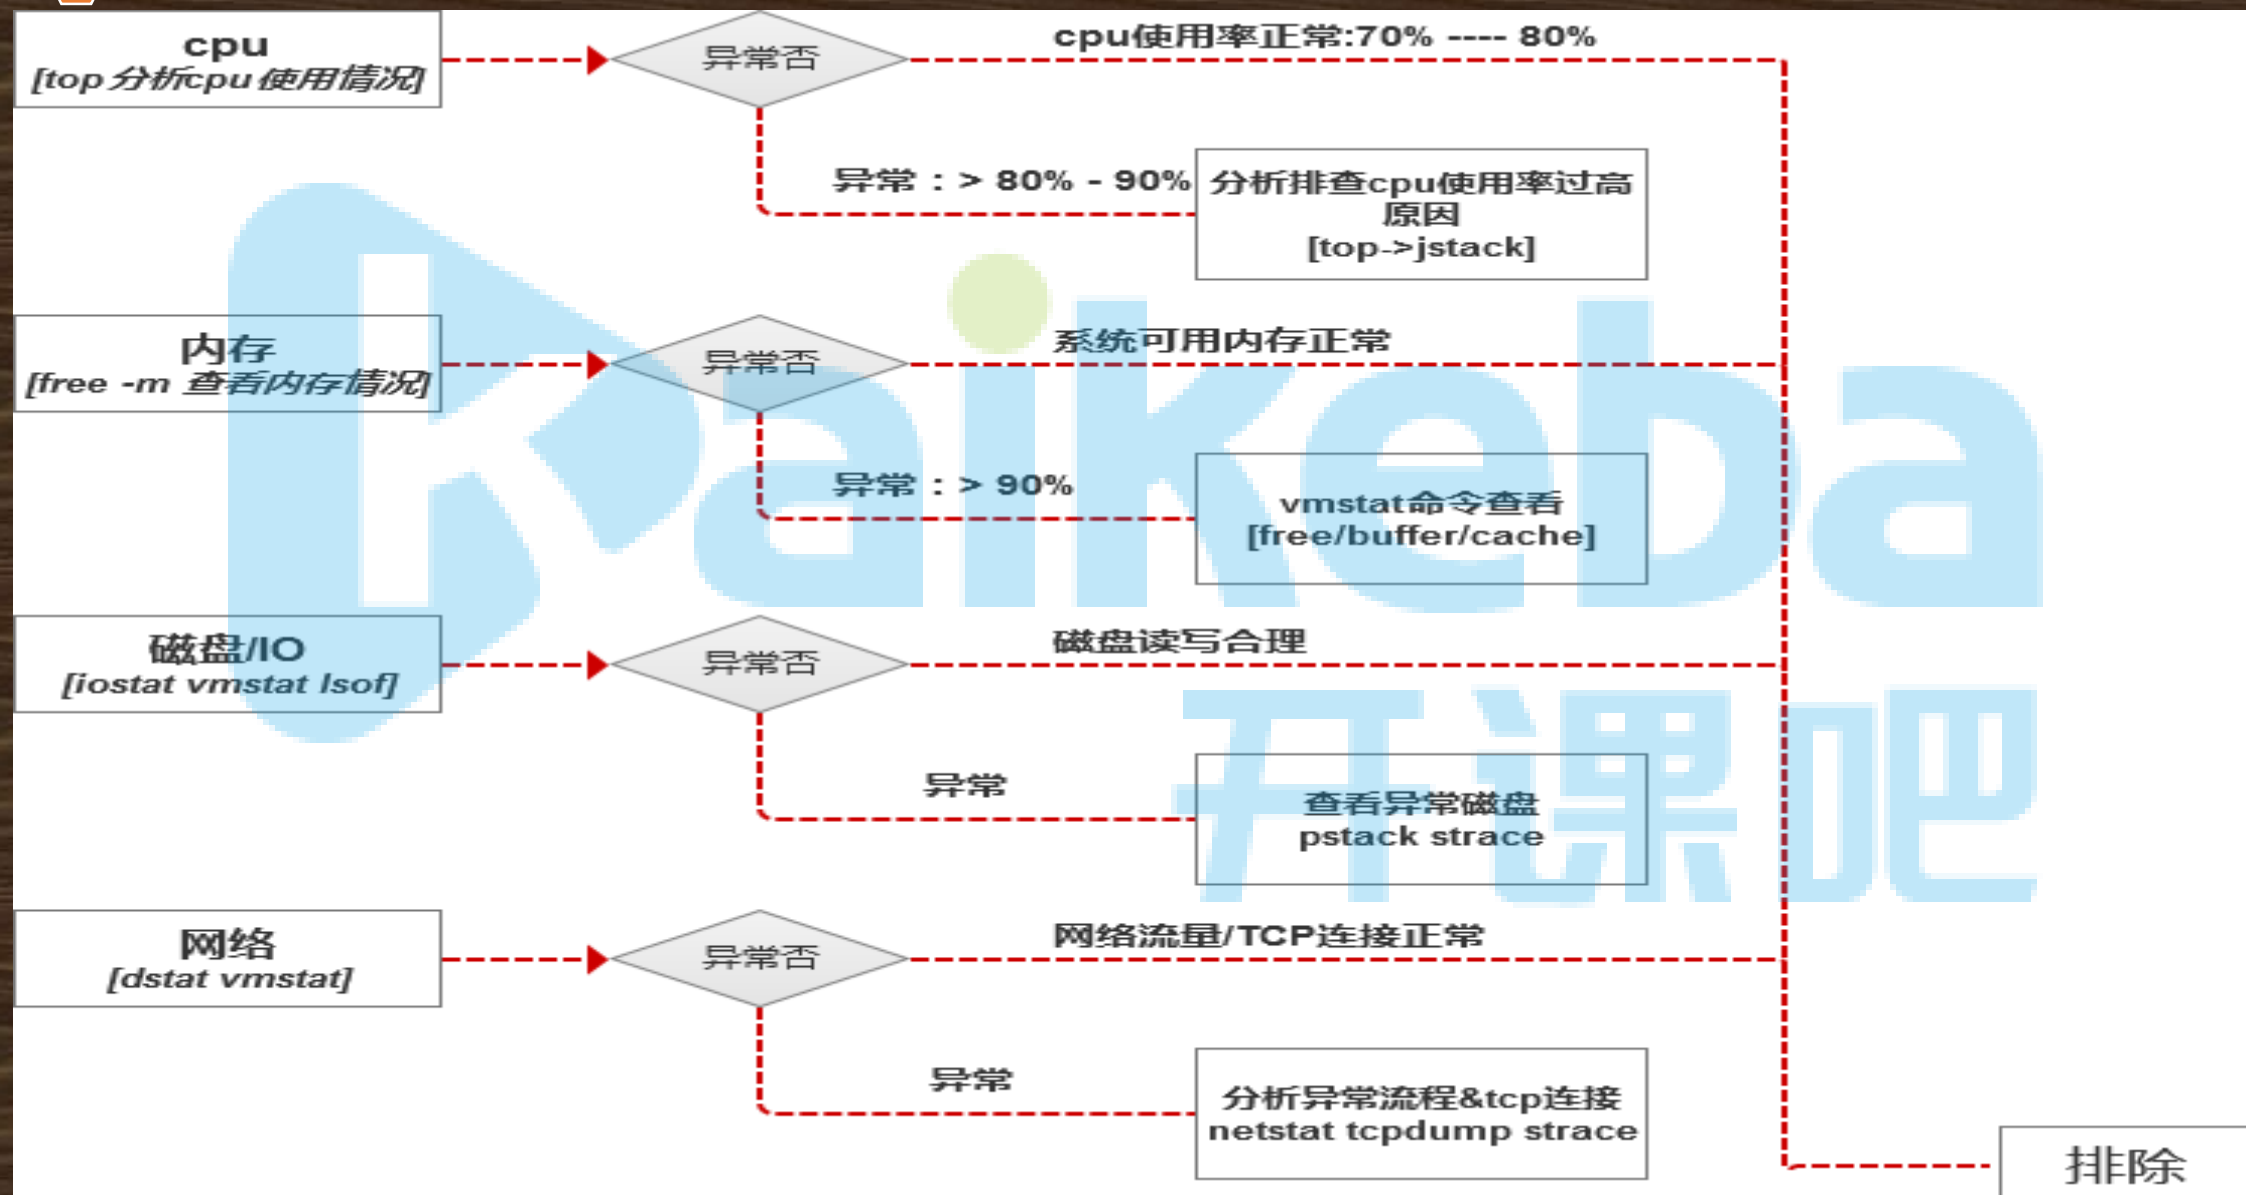 cpu
[top 分析cpu 使用情况]
异常否
cpu使用率正常:70% ---- 80%
异常：> 80% - 90%
分析排查cpu使用率过高
原因
[top->jstack]
内存
[free -m 查看内存情况]
异常否
系统可用内存正常
异常：> 90%
vmstat命令查看
[free/buffer/cache]
磁盘/IO
[iostat vmstat lsof]
异常否
磁盘读写合理
异常
查看异常磁盘
pstack strace
网络
[dstat vmstat]
异常否
网络流量/TCP连接正常
异常
分析异常流程&tcp连接
netstat tcpdump strace
排除
kaikeba
开课吧